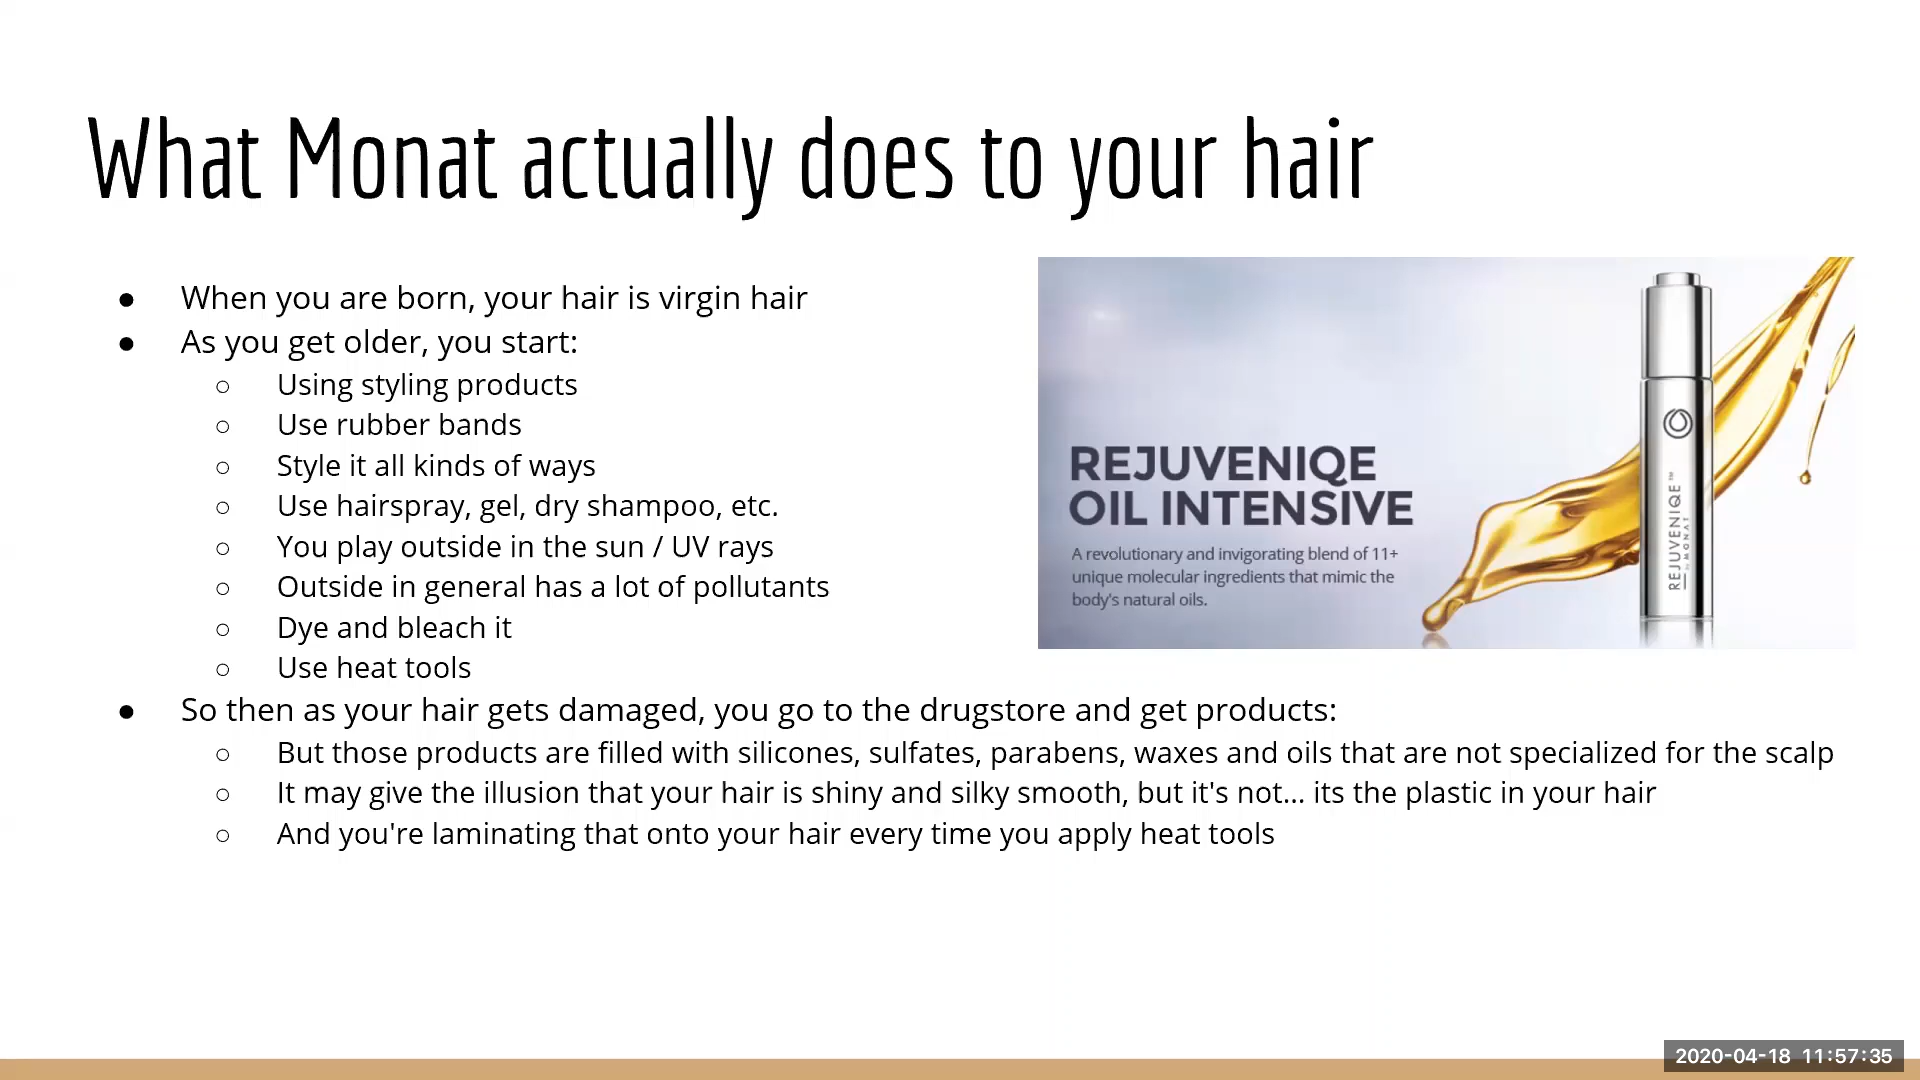 What Monat actually does to your hair
● When you are born, your hair is virgin hair
● As you get older, you start:
○ Using styling products
○ Use rubber bands
○ Style it all kinds of ways
○ Use hairspray, gel, dry shampoo, etc.
○ You play outside in the sun / UV rays
○ Outside in general has a lot of pollutants
○ Dye and bleach it
○ Use heat tools
● So then as your hair gets damaged, you go to the drugstore and get products:
○ But those products are filled with silicones, sulfates, parabens, waxes and oils that are not specialized for the scalp
○ It may give the illusion that your hair is shiny and silky smooth, but it's not... its the plastic in your hair
○ And you're laminating that onto your hair every time you apply heat tools
REJUVENIQE
OIL INTENSIVE
A revolutionary and invigorating blend of 11+
unique molecular ingredients that mimic the
body's natural oils.
REJUVENIQE™
by MONAT
2020-04-18 11:57:35